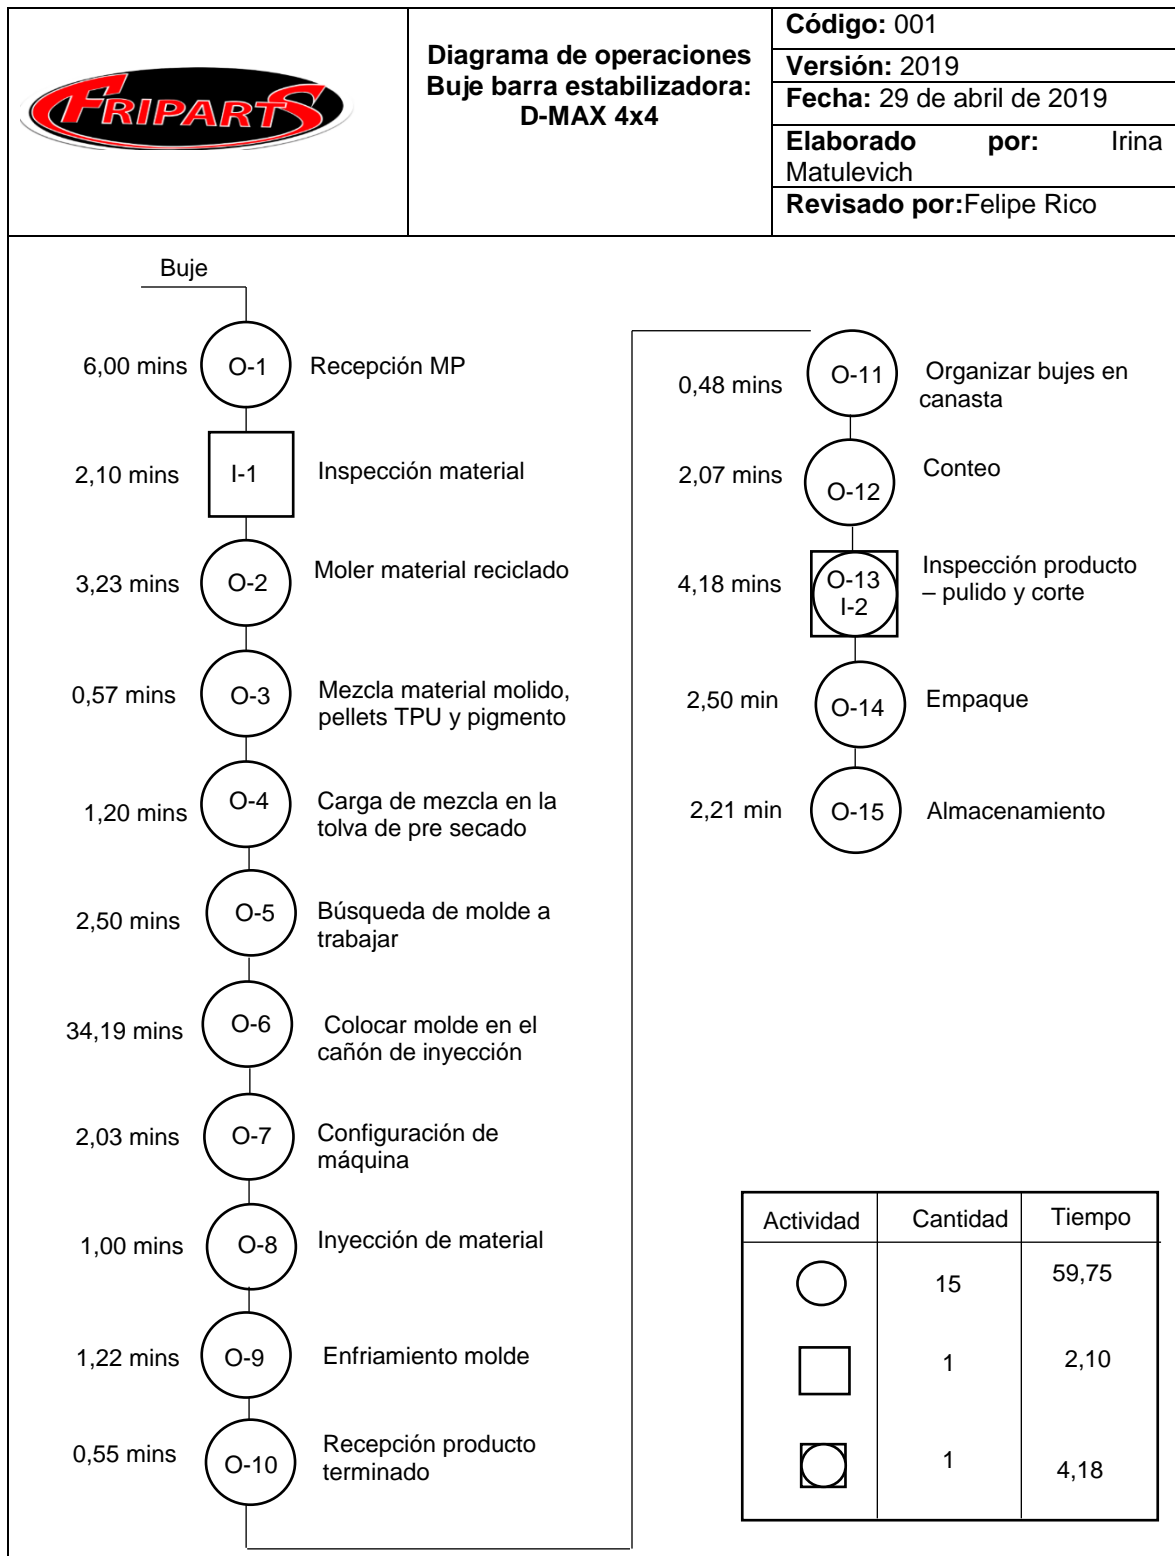 FRIPARTS
Diagrama de operaciones
Buje barra estabilizadora:
D-MAX 4x4
Código: 001
Versión: 2019
Fecha: 29 de abril de 2019
Elaborado por: Irina
Matulevich
Revisado por:Felipe Rico
Buje
6,00 mins O-1 Recepción MP
2,10 mins I-1 Inspección material
3,23 mins O-2 Moler material reciclado
0,57 mins O-3 Mezcla material molido,
pellets TPU y pigmento
1,20 mins O-4 Carga de mezcla en la
tolva de pre secado
2,50 mins O-5 Búsqueda de molde a
trabajar
34,19 mins O-6 Colocar molde en el
cañón de inyección
2,03 mins O-7 Configuración de
máquina
1,00 mins O-8 Inyección de material
1,22 mins O-9 Enfriamiento molde
0,55 mins O-10 Recepción producto
terminado
0,48 mins O-11 Organizar bujes en
canasta
2,07 mins O-12 Conteo
4,18 mins O-13 Inspección producto
I-2 – pulido y corte
2,50 min O-14 Empaque
2,21 min O-15 Almacenamiento
Actividad Cantidad Tiempo
15 59,75
1 2,10
1 4,18